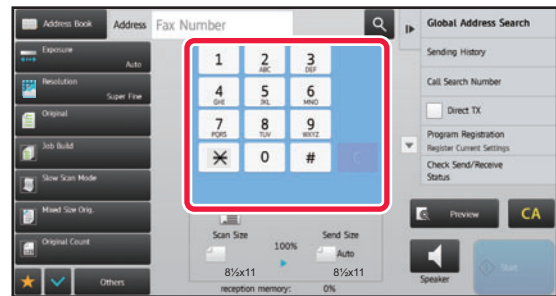 Address Book
Address
Fax Number
Global Address Search
Exposure
Auto
Sending History
Resolution
Super Fine
Call Search Number
Original
Direct TX
Job Build
Program Registration
Register Current Settings
Slow Scan Mode
Check Send/Receive
Status
Mixed Size Orig.
Original Count
Others
1
2
ABC
3
DEF
4
GHI
5
JKL
6
MNO
7
PQRS
8
TUV
9
WXYZ
0
#
C
Scan Size
100%
Send Size
Auto
8½x11
8½x11
reception memory:
0%
Preview
CA
Speaker
Start